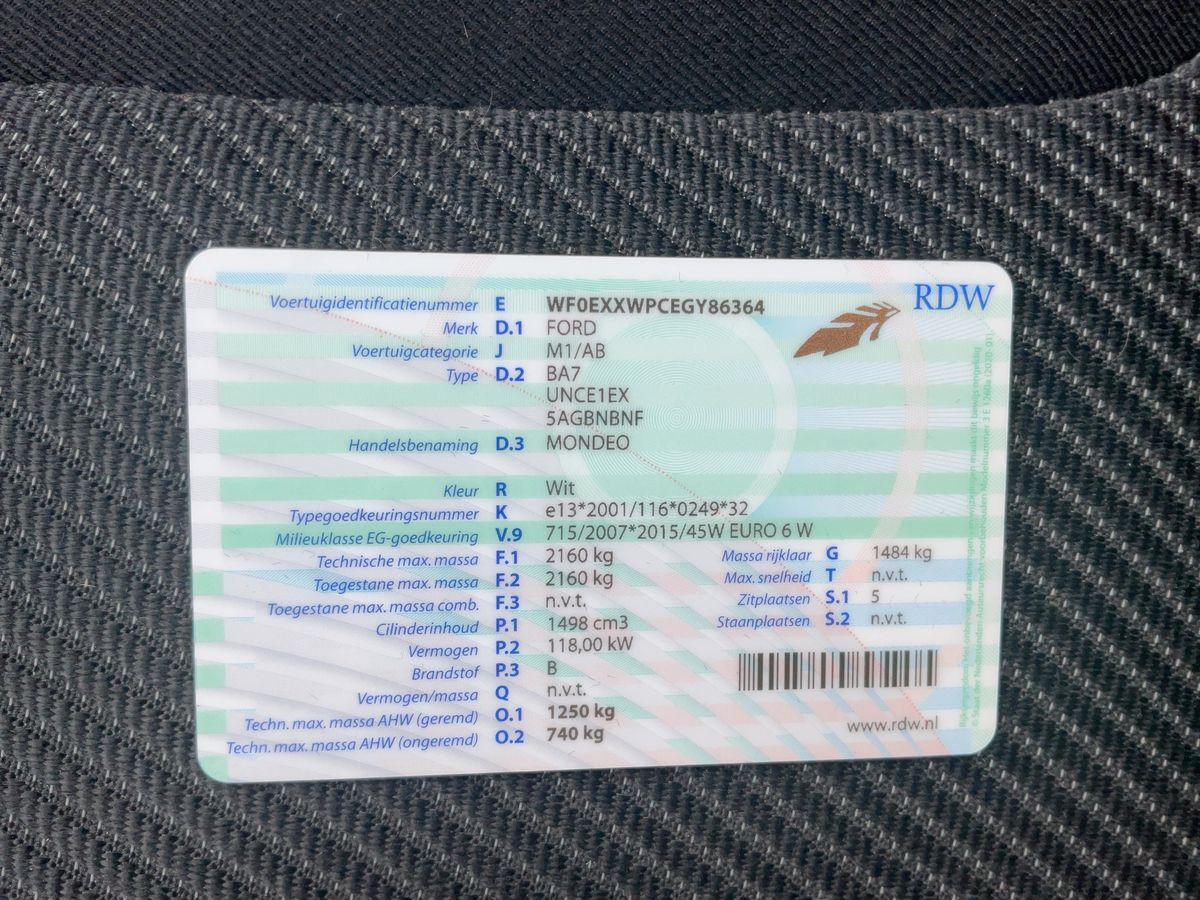 RDW
Voertuigidentificatienummer E WF0EXXWPCEGY86364
Merk D.1 FORD
Voertuigcategorie J M1/AB
Type D.2 BA7
UNCE1EX
5AGBNBNF
Handelsbenaming D.3 MONDEO
Kleur R Wit
Typegoedkeuringsnummer K e13*2001/116*0249*32
Milieuklasse EG-goedkeuring V.9 715/2007*2015/45W EURO 6 W
Technische max. massa F.1 2160 kg Massa rijklaar G 1484 kg
Toegestane max. massa F.2 2160 kg Max. snelheid T n.v.t.
Toegestane max. massa comb. F.3 n.v.t. Zitplaatsen S.1 5
Cilinderinhoud P.1 1498 cm3 Staanplaatsen S.2 n.v.t.
Vermogen P.2 118,00 kW
Brandstof P.3 B
Vermogen/massa Q n.v.t.
Techn. max. massa AHW (geremd) O.1 1250 kg
Techn. max. massa AHW (ongeremd) O.2 740 kg
www.rdw.nl